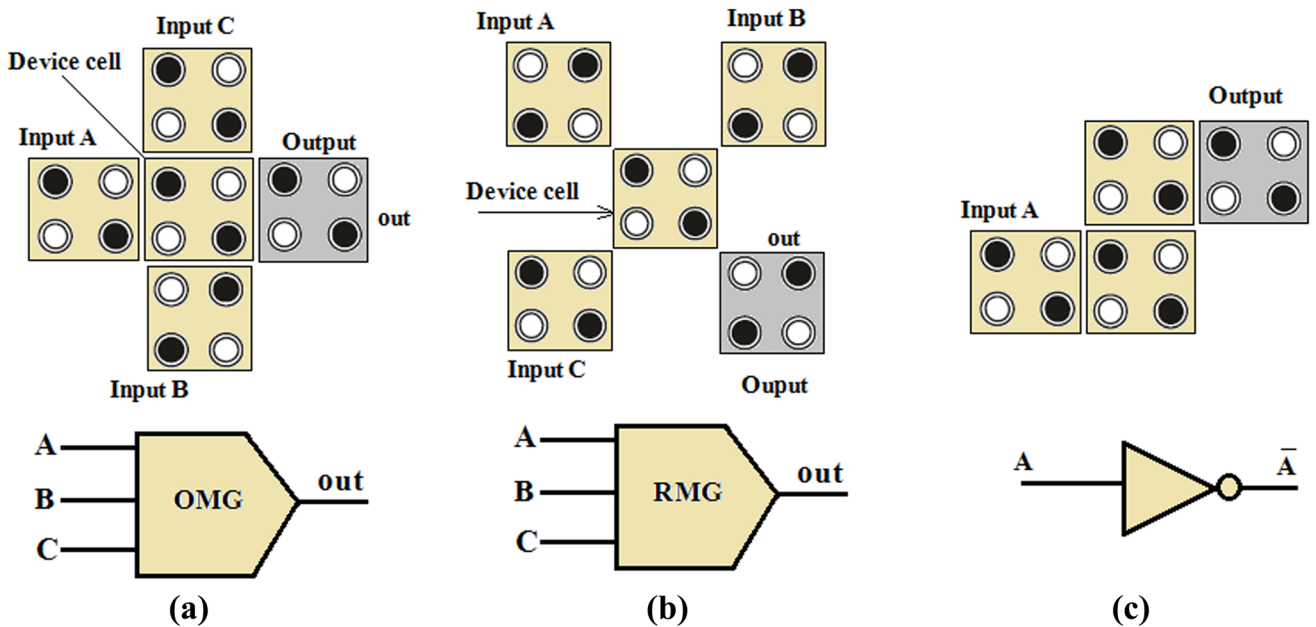 Input C
Device cell
Input A
Output
out
Input B
A
B
C
OMG
out
(a)
Input A
Input B
Device cell
out
Input C
Ouput
A
B
C
RMG
out
(b)
Output
Input A
A
A̅
(c)